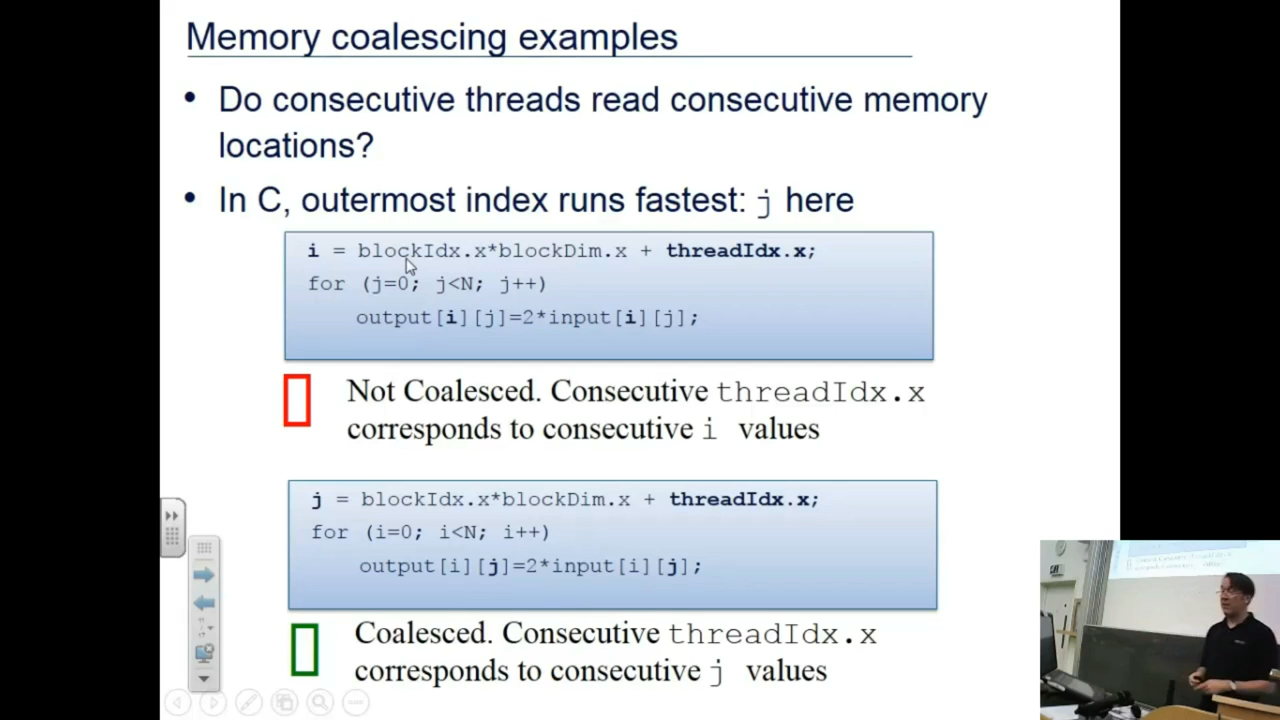 Memory coalescing examples
• Do consecutive threads read consecutive memory
locations?
• In C, outermost index runs fastest: j here
i = blockIdx.x*blockDim.x + threadIdx.x;
for (j=0; j<N; j++)
output[i][j]=2*input[i][j];
Not Coalesced. Consecutive threadIdx.x
corresponds to consecutive i values
j = blockIdx.x*blockDim.x + threadIdx.x;
for (i=0; i<N; i++)
output[i][j]=2*input[i][j];
Coalesced. Consecutive threadIdx.x
corresponds to consecutive j values